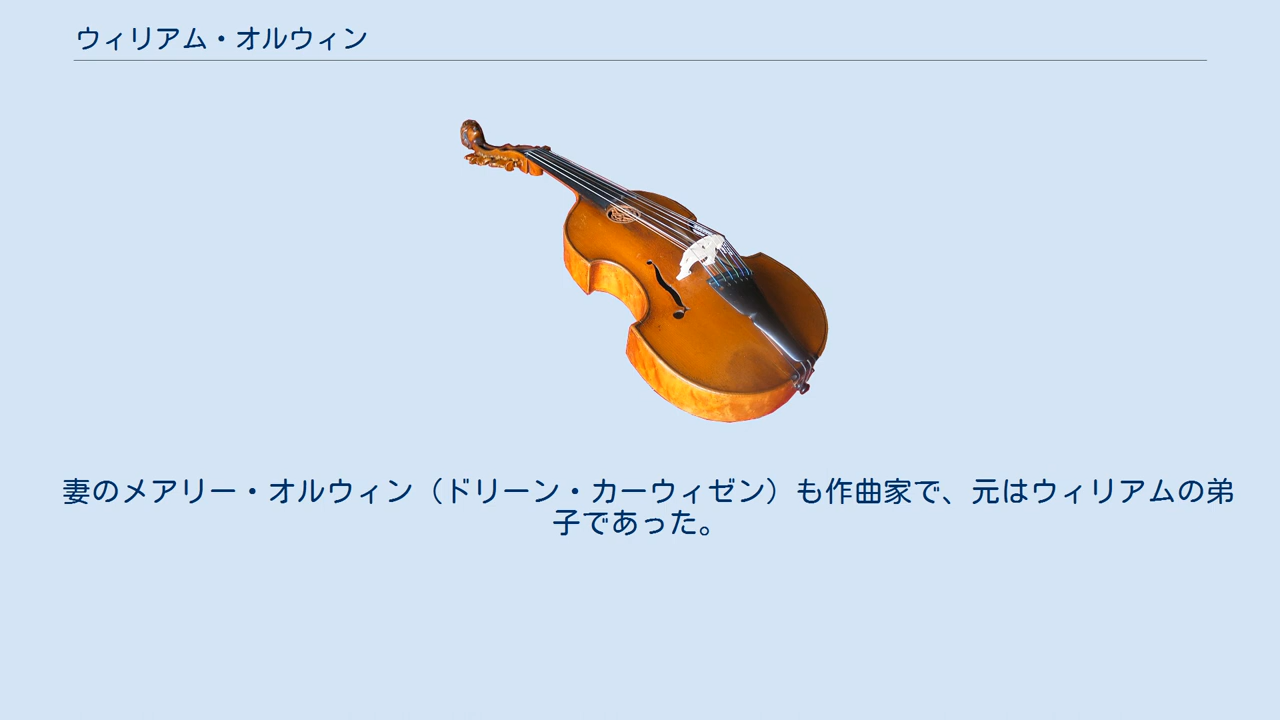 ウィリアム・オルウィン
妻のメアリー・オルウィン（ドリーン・カーウィゼン）も作曲家で、元はウィリアムの弟
子であった。